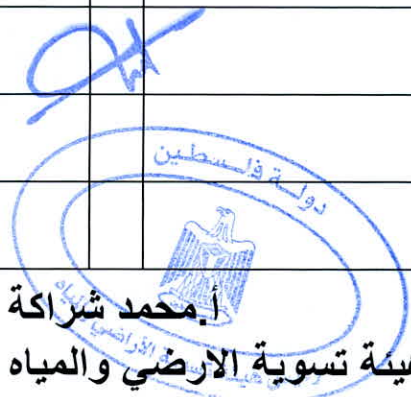 دولة فلسطين
أ.محمد شراكة
هيئة تسوية الارضي والمياه